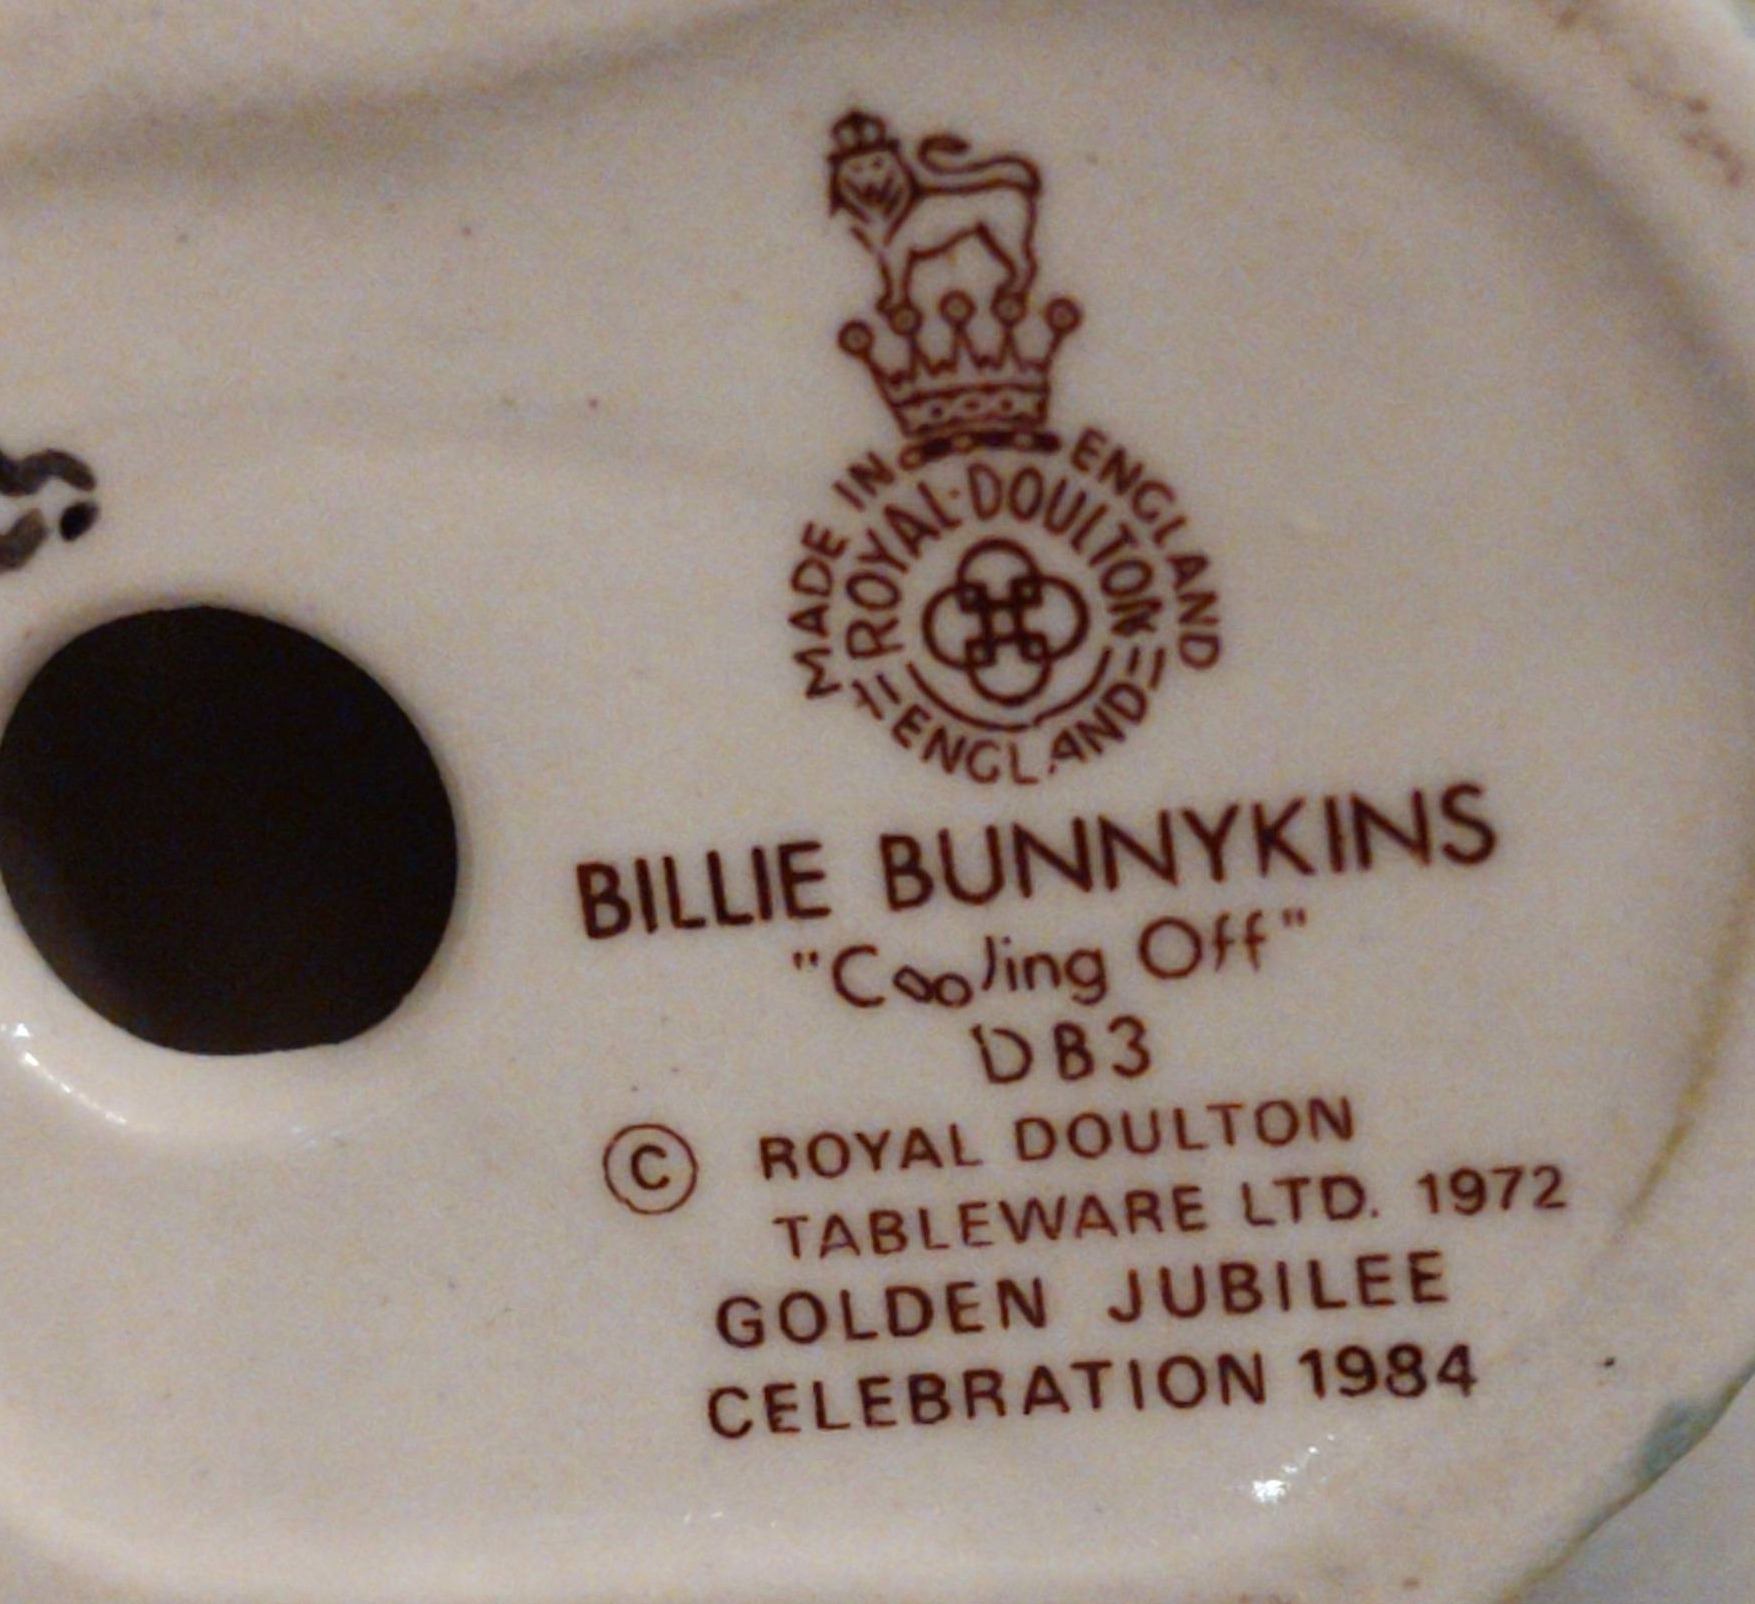 MADE IN ENGLAND
ROYAL·DOULTON
ENGLAND
BILLIE BUNNYKINS
"Cooling Off"
DB3
© ROYAL DOULTON
TABLEWARE LTD. 1972
GOLDEN JUBILEE
CELEBRATION 1984